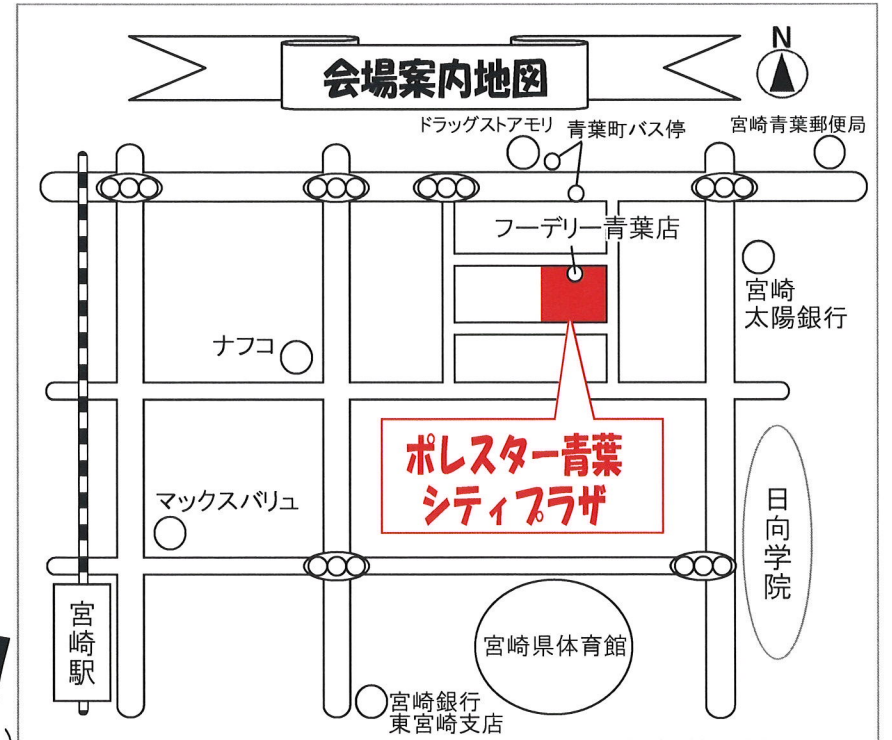 会場案内地図
N
ドラッグストアモリ
青葉町バス停
宮崎青葉郵便局
フーデリー青葉店
宮崎
太陽銀行
ナフコ
ポレスター青葉
シティプラザ
マックスバリュ
日向学院
宮崎駅
宮崎県体育館
宮崎銀行
東宮崎支店
)